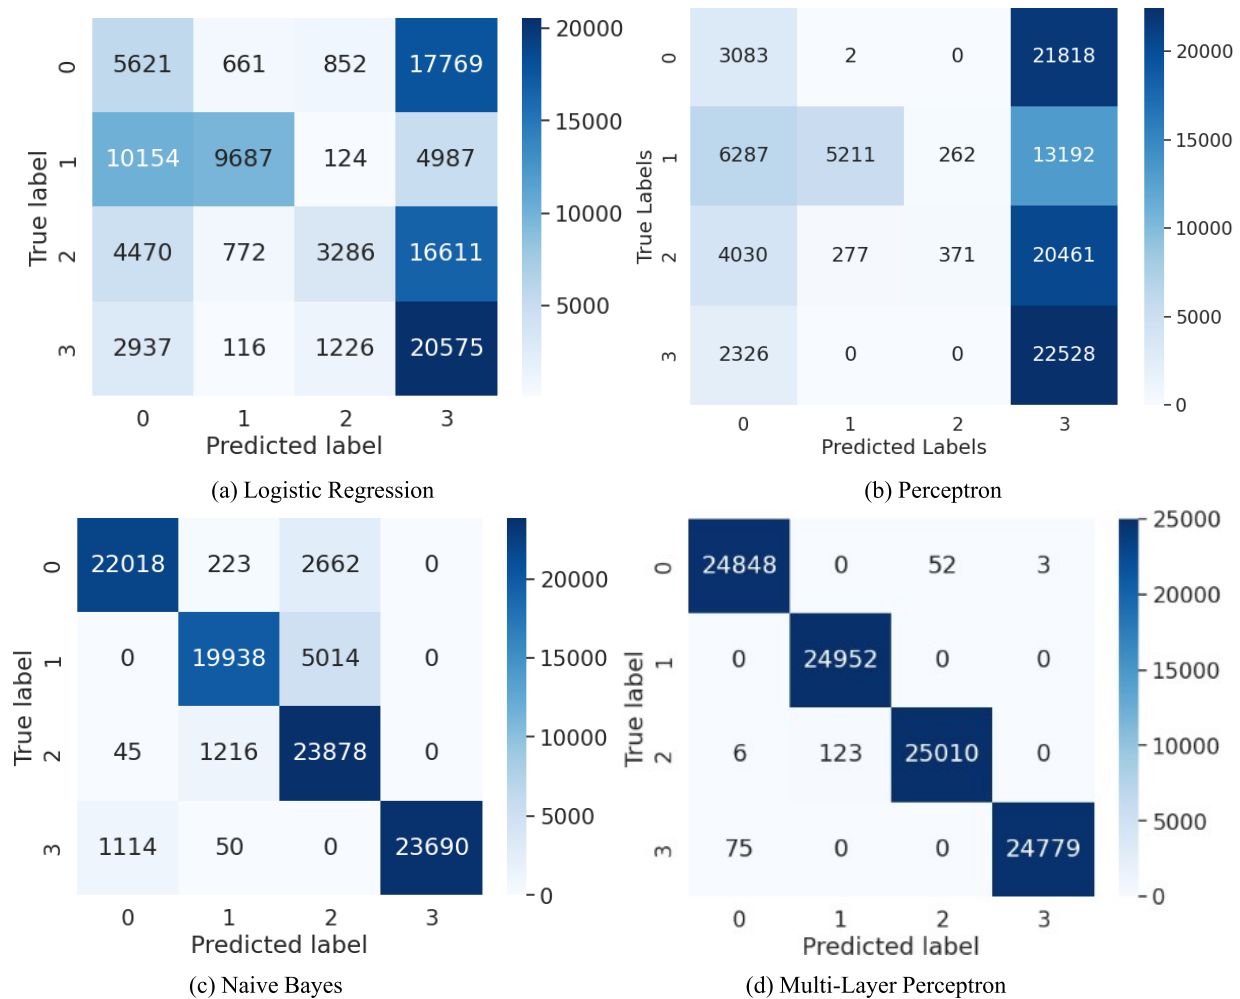 0 5621 661 852 17769
1 10154 9687 124 4987
2 4470 772 3286 16611
3 2937 116 1226 20575
0 1 2 3
True label
Predicted label
20000
15000
10000
5000
(a) Logistic Regression
0 3083 2 0 21818
1 6287 5211 262 13192
2 4030 277 371 20461
3 2326 0 0 22528
0 1 2 3
True Labels
Predicted Labels
20000
15000
10000
5000
0
(b) Perceptron
0 22018 223 2662 0
1 0 19938 5014 0
2 45 1216 23878 0
3 1114 50 0 23690
0 1 2 3
True label
Predicted label
20000
15000
10000
5000
0
(c) Naive Bayes
0 24848 0 52 3
1 0 24952 0 0
2 6 123 25010 0
3 75 0 0 24779
0 1 2 3
True label
Predicted label
25000
20000
15000
10000
5000
0
(d) Multi-Layer Perceptron